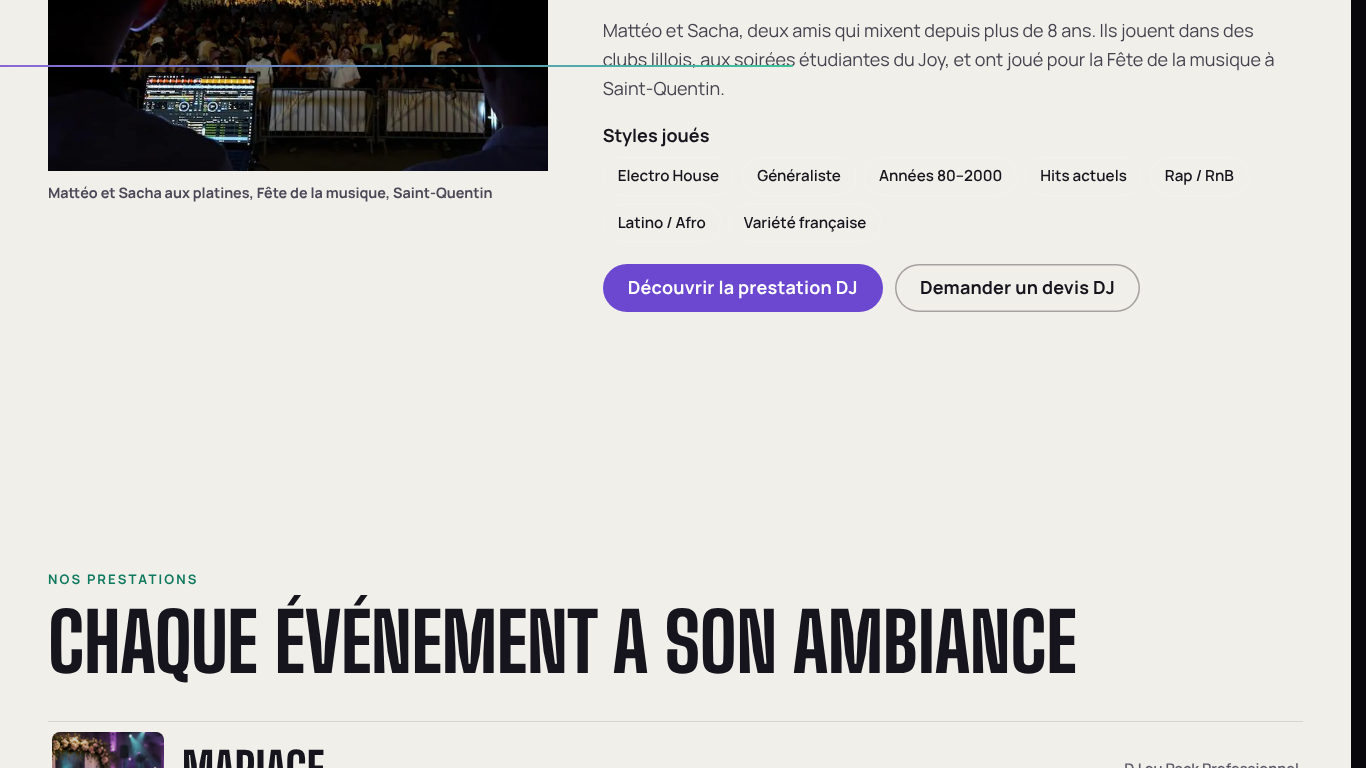 Mattéo et Sacha, deux amis qui mixent depuis plus de 8 ans. Ils jouent dans des
clubs lillois, aux soirées étudiantes du Joy, et ont joué pour la Fête de la musique à
Saint-Quentin.
Styles joués
Electro House
Généraliste
Années 80–2000
Hits actuels
Rap / RnB
Latino / Afro
Variété française
Découvrir la prestation DJ
Demander un devis DJ
Mattéo et Sacha aux platines, Fête de la musique, Saint-Quentin
NOS PRESTATIONS
CHAQUE ÉVÉNEMENT A SON AMBIANCE
MARIAGE
DJ ou Pack Professionnel